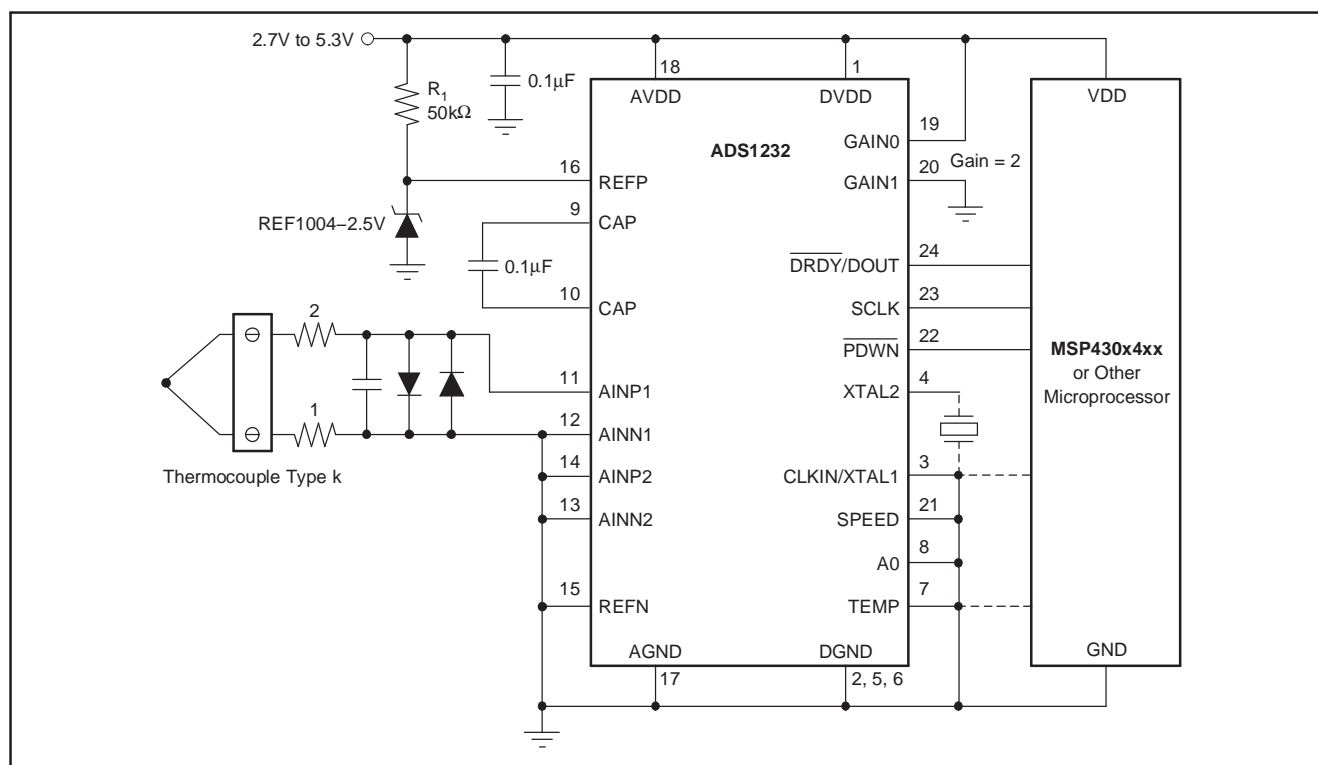 2.7V to 5.3V
R1
50kΩ
0.1µF
18
AVDD
1
DVDD
VDD
ADS1232
19
GAIN0
Gain = 2
20
GAIN1
16
REFP
REF1004–2.5V
9
CAP
0.1µF
10
CAP
24
DRDY/DOUT
23
SCLK
22
PDWN
MSP430x4xx
or Other
Microprocessor
2
1
Thermocouple Type k
11
AINP1
12
AINN1
14
AINP2
13
AINN2
15
REFN
4
XTAL2
3
CLKIN/XTAL1
21
SPEED
8
A0
7
TEMP
AGND
17
DGND
2, 5, 6
GND